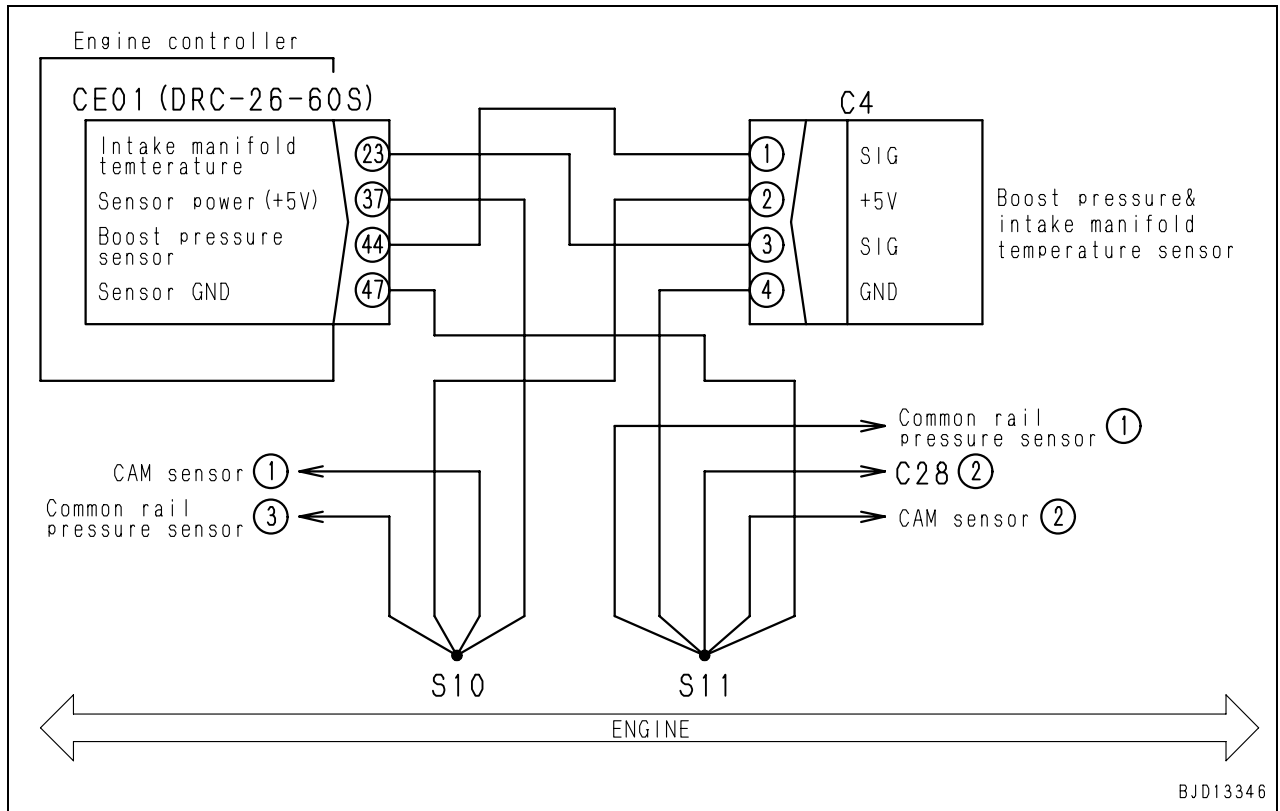 Engine controller
CE01 (DRC-26-60S)
Intake manifold
temterature
23
Sensor power (+5V)
37
Boost pressure
sensor
44
Sensor GND
47
C4
1
SIG
2
+5V
3
SIG
4
GND
Boost pressure&
intake manifold
temperature sensor
CAM sensor 1
Common rail
pressure sensor 3
Common rail
pressure sensor 1
C28 2
CAM sensor 2
S10
S11
ENGINE
BJD13346